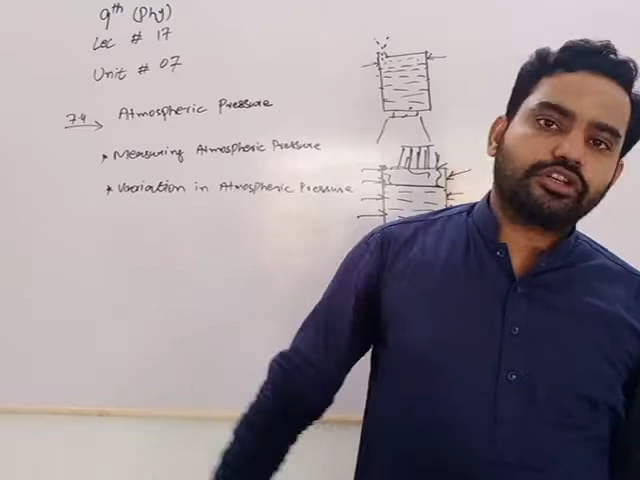 9th (Phy)
Lec # 17
Unit # 07
7.4 → Atmospheric Pressure
* Measuring Atmospheric Pressure
* Variation in Atmospheric Pressure